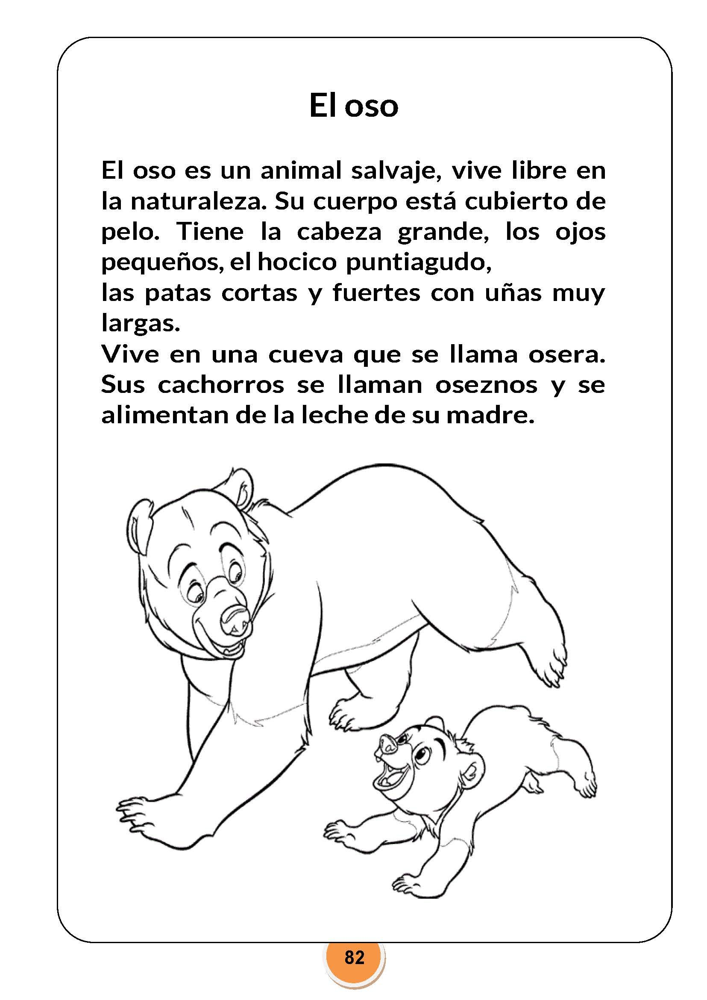 El oso
El oso es un animal salvaje, vive libre en
la naturaleza. Su cuerpo está cubierto de
pelo. Tiene la cabeza grande, los ojos
pequeños, el hocico puntiagudo,
las patas cortas y fuertes con uñas muy
largas.
Vive en una cueva que se llama osera.
Sus cachorros se llaman oseznos y se
alimentan de la leche de su madre.
82